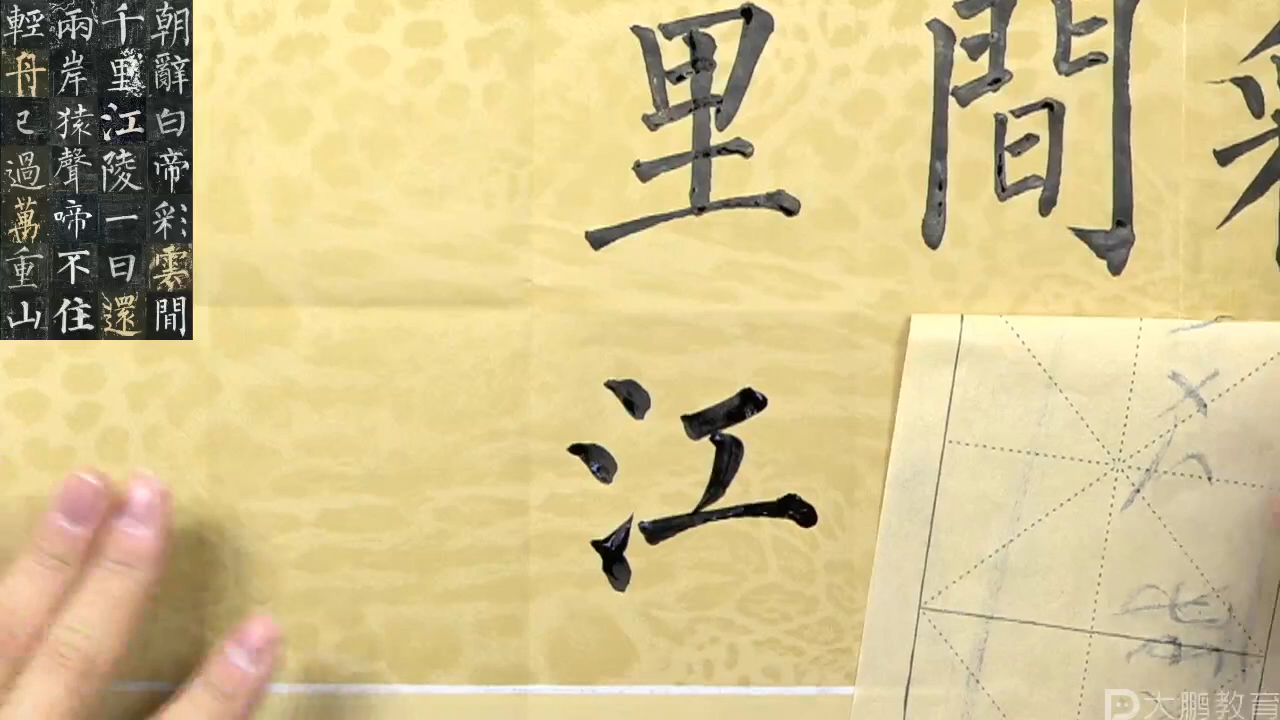 朝辭白帝彩雲間
千里江陵一日還
兩岸猿聲啼不住
輕舟已過萬重山
間
里江
大鹏教育